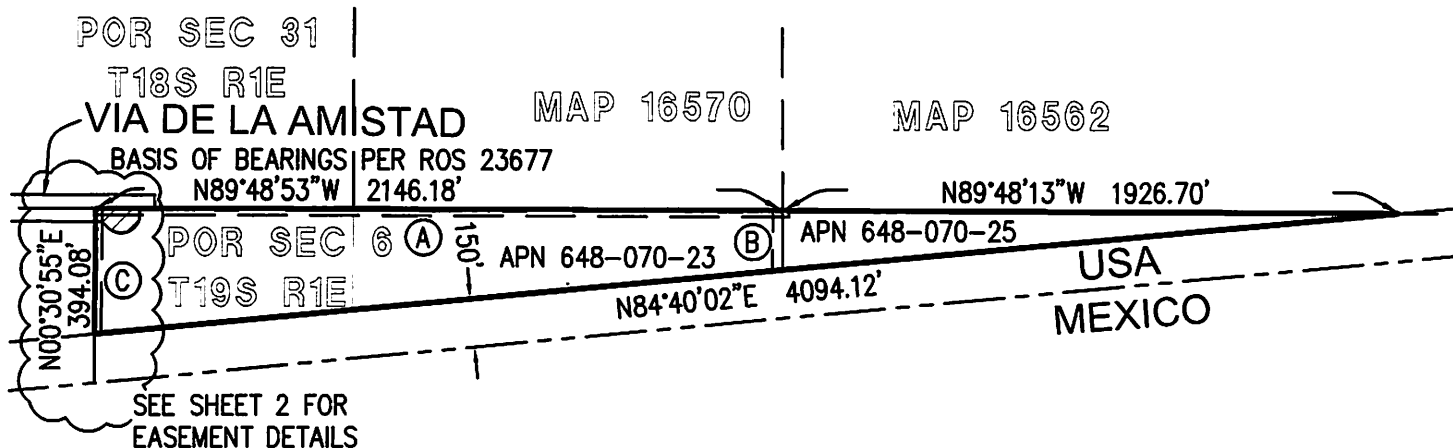 POR SEC 31
T18S R1E
VIA DE LA AMISTAD
MAP 16570
MAP 16562
BASIS OF BEARINGS PER ROS 23677
N89°48'53"W 2146.18'
N89°48'13"W 1926.70'
N00°30'55"E
394.08'
C
POR SEC 6
T19S R1E
A
150'
APN 648-070-23
B
APN 648-070-25
N84°40'02"E 4094.12'
USA
MEXICO
SEE SHEET 2 FOR
EASEMENT DETAILS